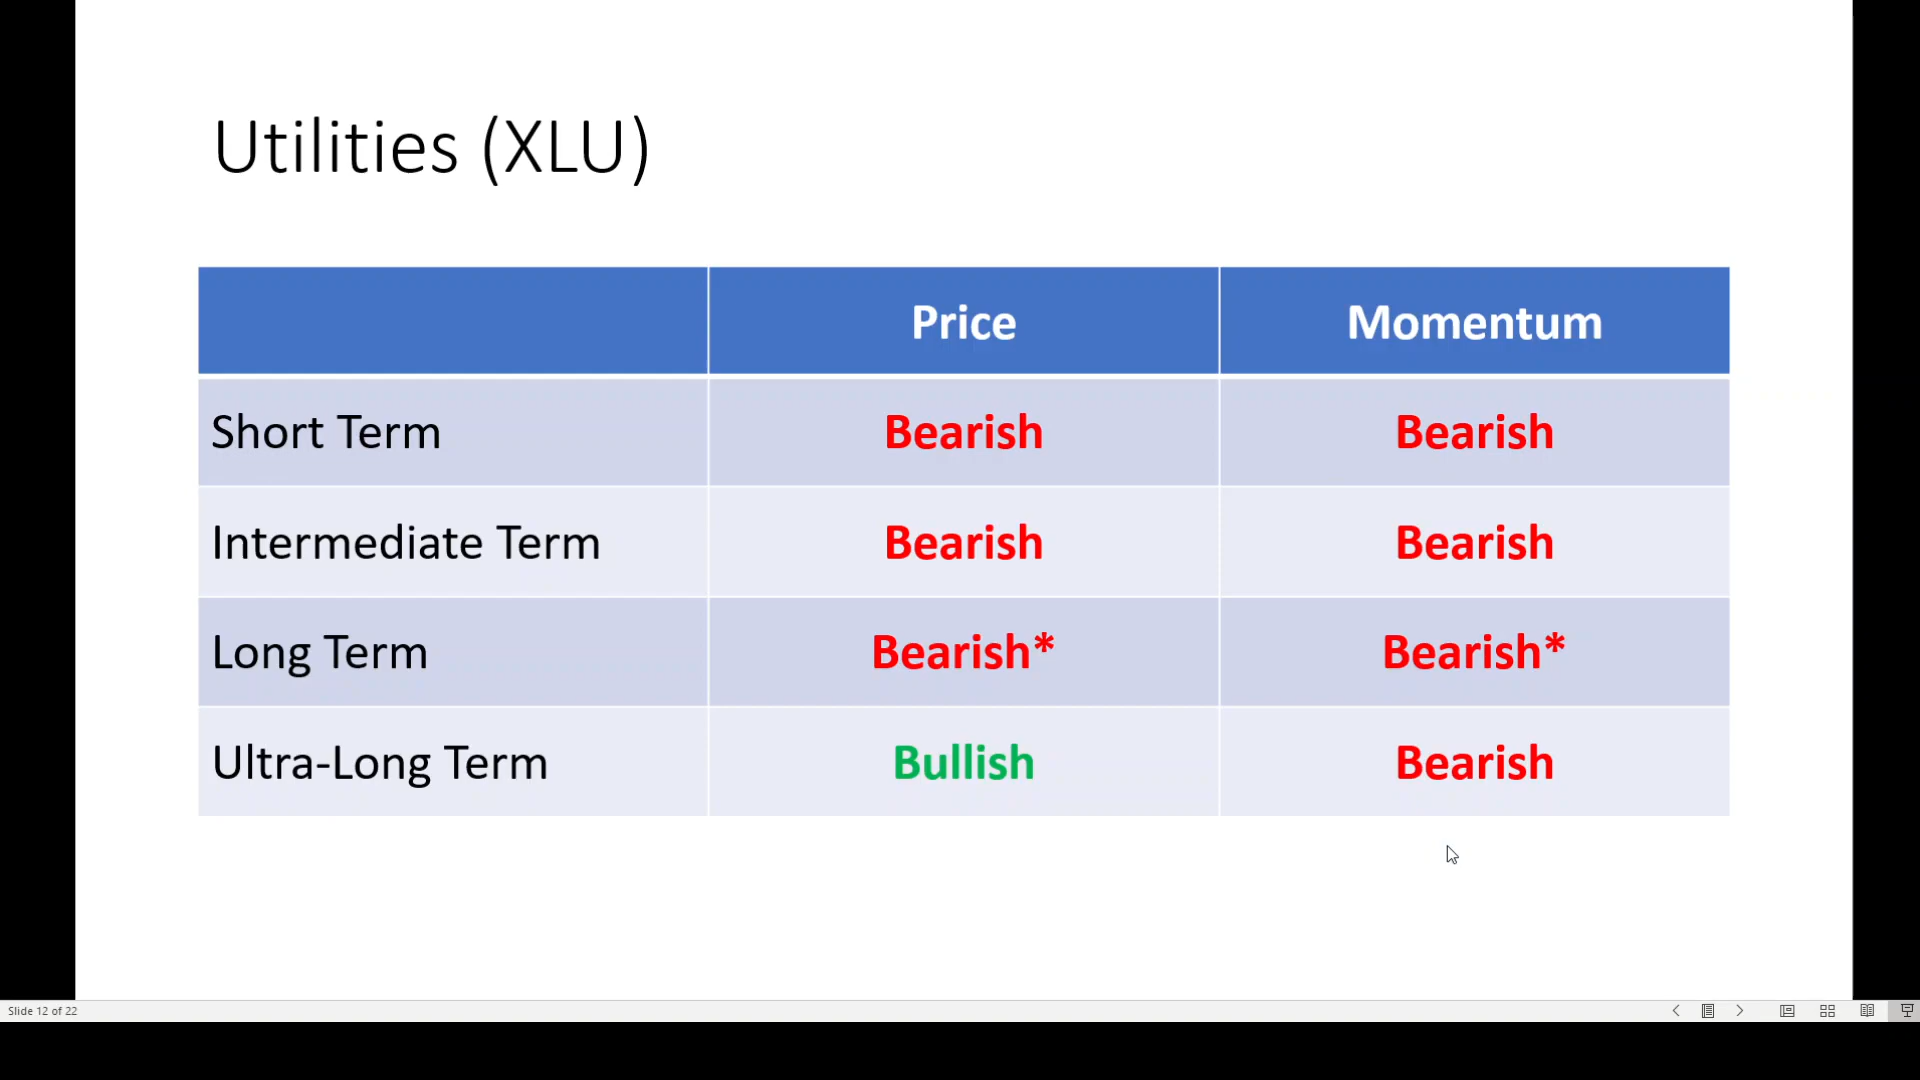 Utilities (XLU)
Price Momentum
Short Term Bearish Bearish
Intermediate Term Bearish Bearish
Long Term Bearish* Bearish*
Ultra-Long Term Bullish Bearish
Slide 12 of 22